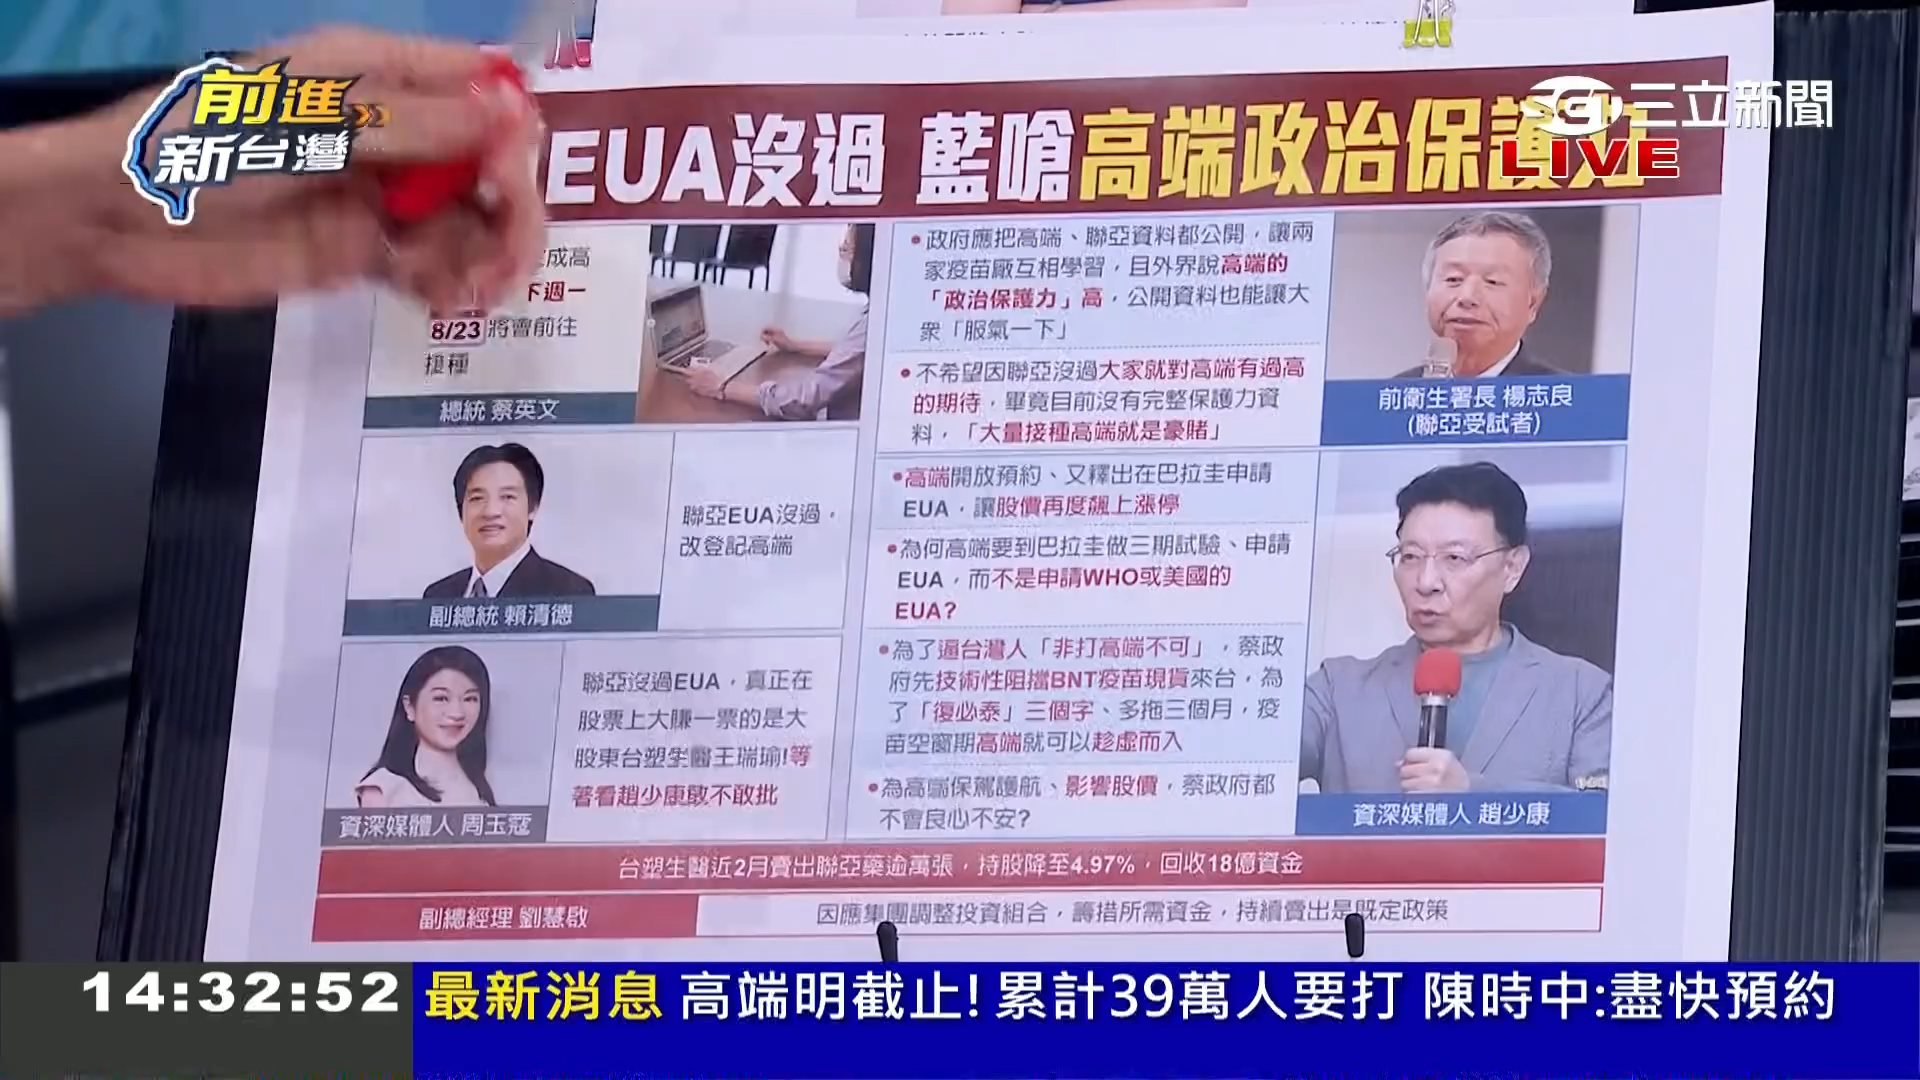 前進
新台灣
三立新聞
LIVE
EUA沒過 藍嗆高端政治保護力
成高
下週一
8/23將會前往
接種
總統 蔡英文
聯亞EUA沒過，
改登記高端
副總統 賴清德
聯亞沒過EUA，真正在
股票上大賺一票的是大
股東台塑生醫王瑞瑜!等
著看趙少康敢不敢批
資深媒體人 周玉蔻
•政府應把高端、聯亞資料都公開，讓兩
家疫苗廠互相學習，且外界說高端的
「政治保護力」高，公開資料也能讓大
眾「服氣一下」
•不希望因聯亞沒過大家就對高端有過高
的期待，畢竟目前沒有完整保護力資
料，「大量接種高端就是豪賭」
前衛生署長 楊志良
(聯亞受試者)
•高端開放預約、又釋出在巴拉圭申請
EUA，讓股價再度飆上漲停
•為何高端要到巴拉圭做三期試驗、申請
EUA，而不是申請WHO或美國的
EUA?
•為了逼台灣人「非打高端不可」，蔡政
府先技術性阻擋BNT疫苗現貨來台，為
了「復必泰」三個字、多拖三個月，疫
苗空窗期高端就可以趁虛而入
•為高端保駕護航、影響股價，蔡政府都
不會良心不安?
資深媒體人 趙少康
台塑生醫近2月賣出聯亞藥逾萬張，持股降至4.97%，回收18億資金
副總經理 劉慧啟
因應集團調整投資組合，籌措所需資金，持續賣出是既定政策
14:32:52
最新消息 高端明截止!累計39萬人要打 陳時中:盡快預約